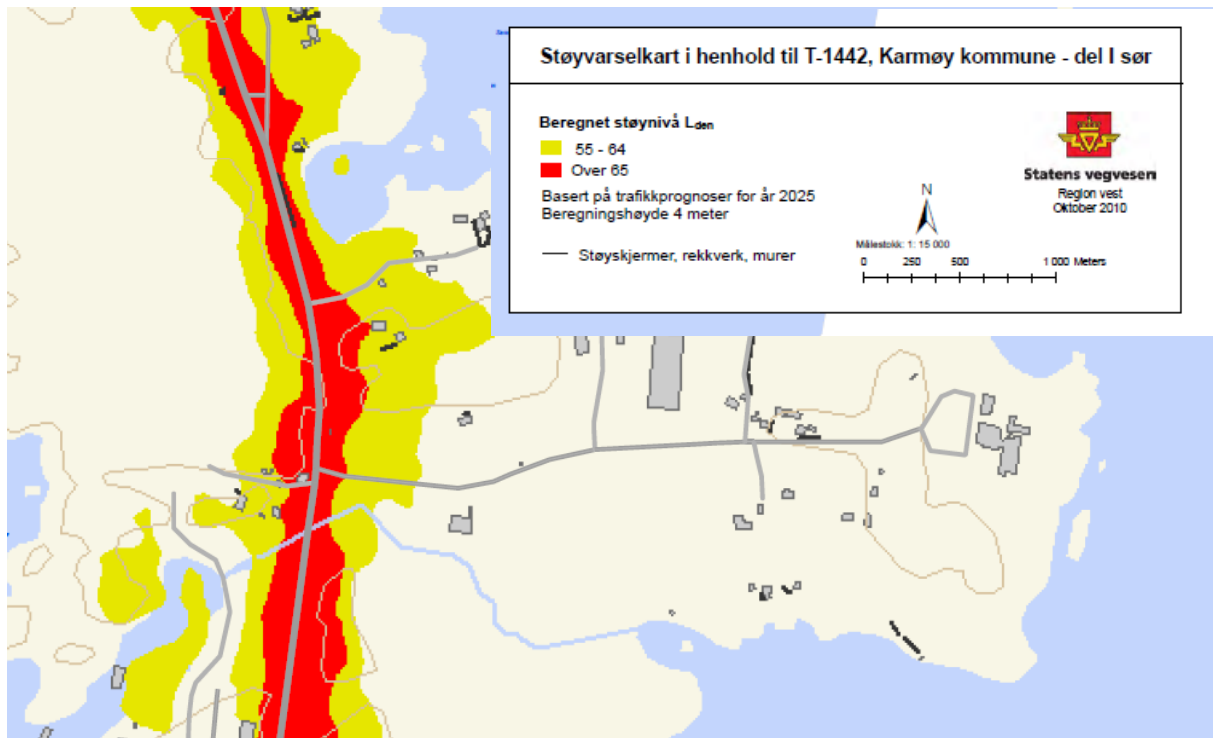 Støyvarselkart i henhold til T-1442, Karmøy kommune - del I sør
Beregnet støynivå Lden
55 - 64
Over 65
Basert på trafikkprognoser for år 2025
Beregningshøyde 4 meter
Støyskjermer, rekkverk, murer
N
Målestokk: 1: 15 000
0 250 500 1 000 Meters
Statens vegvesen
Region vest
Oktober 2010